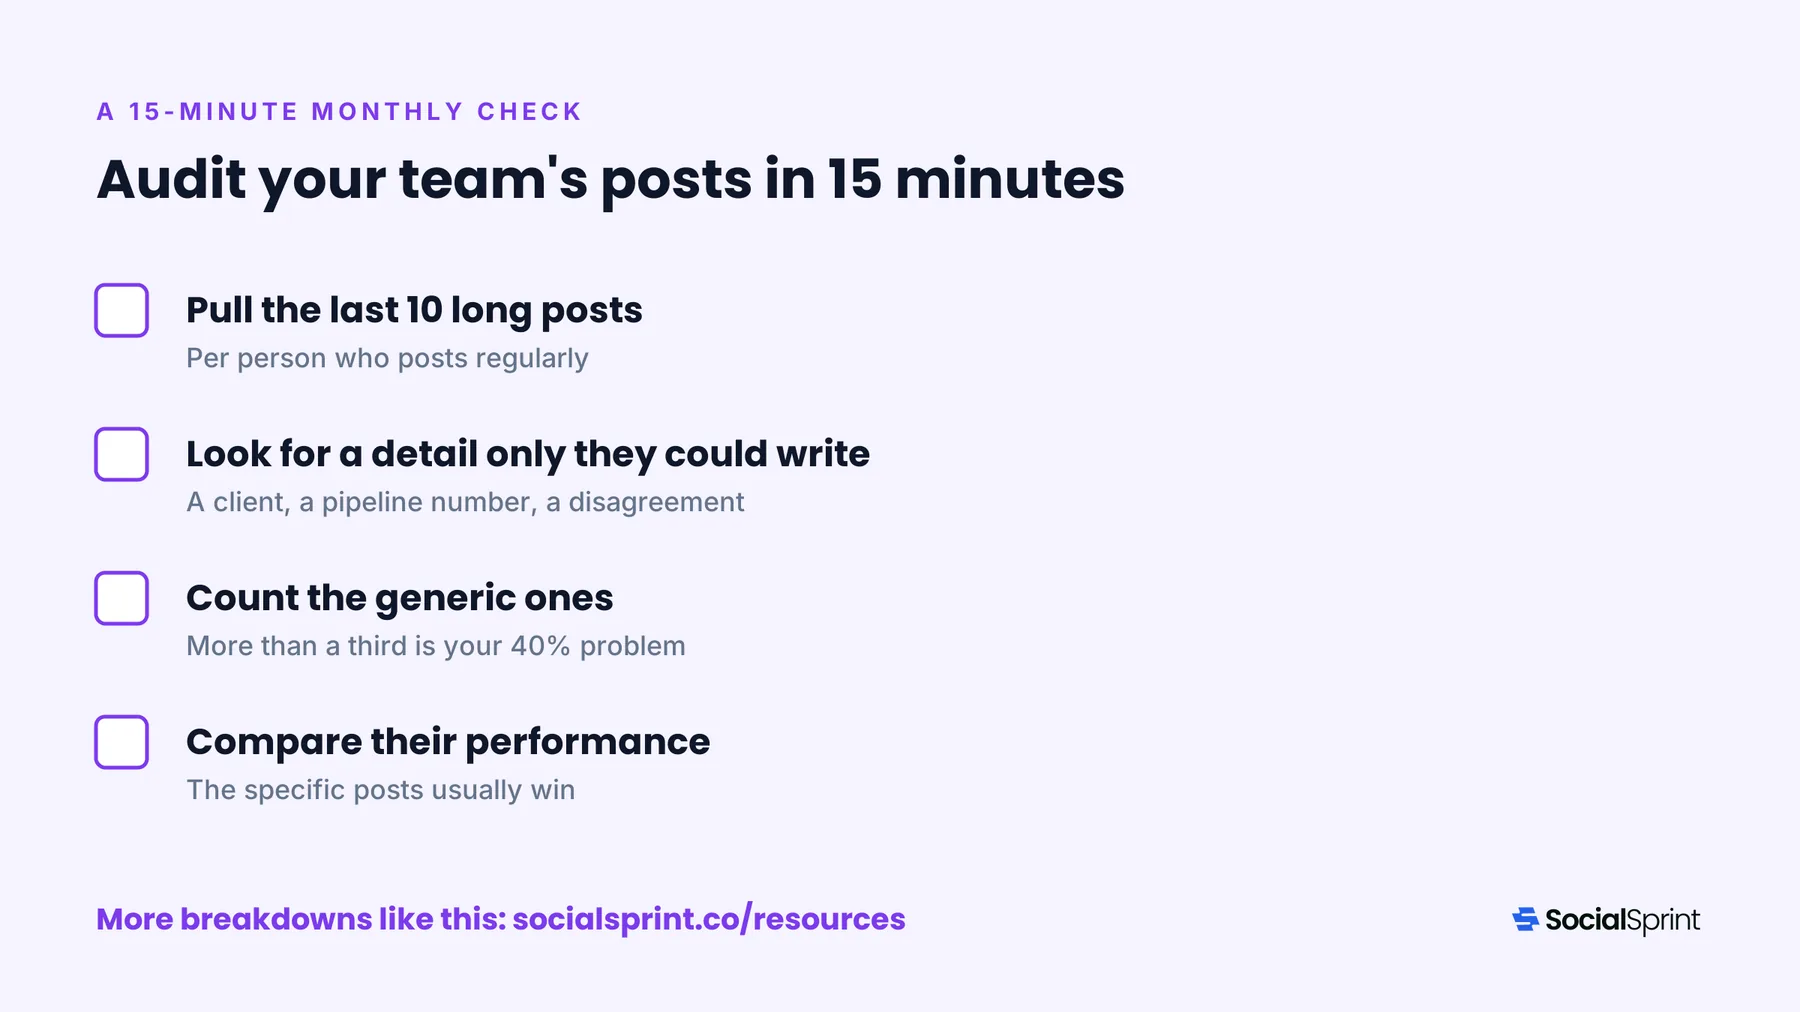 A 15-MINUTE MONTHLY CHECK
Audit your team's posts in 15 minutes
Pull the last 10 long posts
Per person who posts regularly
Look for a detail only they could write
A client, a pipeline number, a disagreement
Count the generic ones
More than a third is your 40% problem
Compare their performance
The specific posts usually win
More breakdowns like this: socialsprint.co/resources
SocialSprint